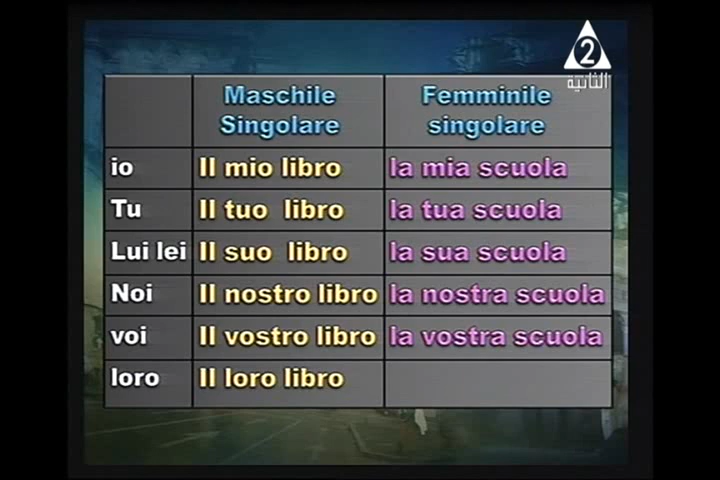 2
الثانية
Maschile Singolare
Femminile singolare
io Il mio libro la mia scuola
Tu Il tuo libro la tua scuola
Lui lei Il suo libro la sua scuola
Noi Il nostro libro la nostra scuola
voi Il vostro libro la vostra scuola
loro Il loro libro